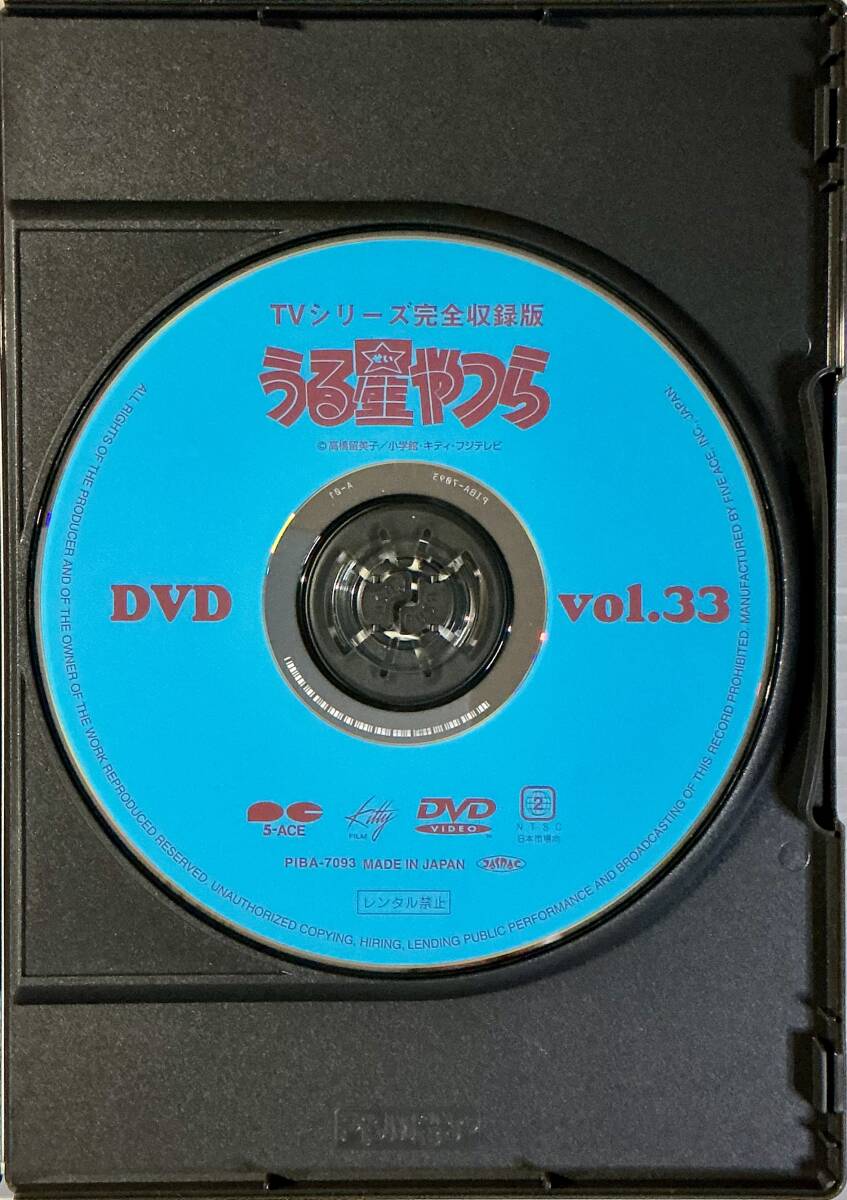 TVシリーズ完全収録版
せい
うる星やつら
©高橋留美子／小学館・キティ・フジテレビ
PIBA-7093 A-01
DVD vol.33
5-ACE
Kitty
FILM
DVD
VIDEO
2
NTSC
日本市場向
PIBA-7093 MADE IN JAPAN JASRAC
レンタル禁止
ALL RIGHTS OF THE PRODUCER AND OF THE OWNER OF THE WORK REPRODUCED RESERVED. UNAUTHORIZED COPYING, HIRING, LENDING PUBLIC PERFORMANCE AND BROADCASTING OF THIS RECORD PROHIBITED. MANUFACTURED BY FIVE ACE INC, JAPAN